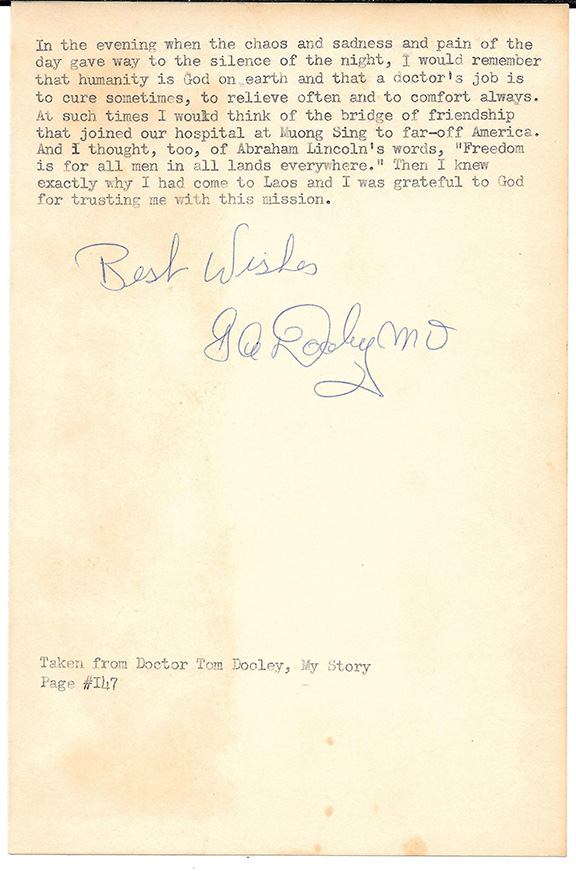 In the evening when the chaos and sadness and pain of the
day gave way to the silence of the night, I would remember
that humanity is God on earth and that a doctor's job is
to cure sometimes, to relieve often and to comfort always.
At such times I would think of the bridge of friendship
that joined our hospital at Muong Sing to far-off America.
And I thought, too, of Abraham Lincoln's words, "Freedom
is for all men in all lands everywhere." Then I knew
exactly why I had come to Laos and I was grateful to God
for trusting me with this mission.
Best Wishes
Dooley MD
Taken from Doctor Tom Dooley, My Story
Page #147